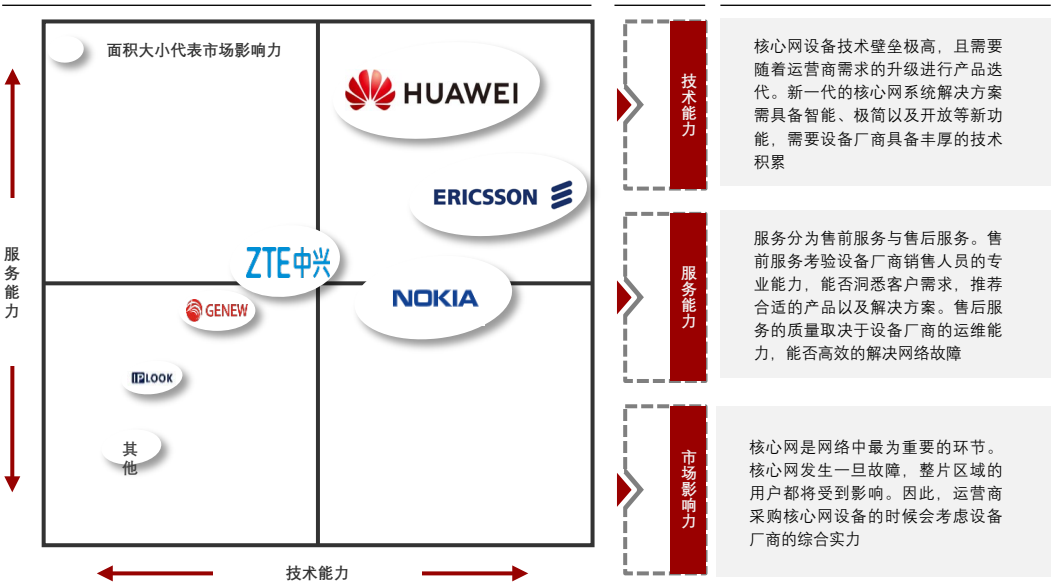 面积大小代表市场影响力
HUAWEI
ERICSSON
ZTE中兴
NOKIA
GENEW
IPLOOK
其
他
服
务
能
力
技术能力
技
术
能
力
核心网设备技术壁垒极高，且需要
随着运营商需求的升级进行产品迭
代。新一代的核心网系统解决方案
需具备智能、极简以及开放等新功
能，需要设备厂商具备丰厚的技术
积累
服
务
能
力
服务分为售前服务与售后服务。售
前服务考验设备厂商销售人员的专
业能力，能否洞悉客户需求，推荐
合适的产品以及解决方案。售后服
务的质量取决于设备厂商的运维能
力，能否高效的解决网络故障
市
场
影
响
力
核心网是网络中最为重要的环节。
核心网发生一旦故障，整片区域的
用户都将受到影响。因此，运营商
采购核心网设备的时候会考虑设备
厂商的综合实力